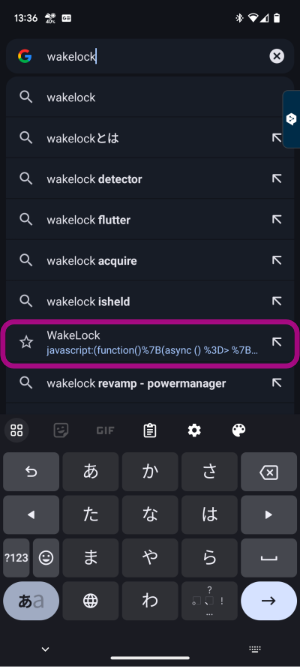 13:36
wakelock
wakelock
wakelockとは
wakelock detector
wakelock flutter
wakelock acquire
wakelock isheld
WakeLock
javascript:(function()%7B(async () %3D> %7B...
wakelock revamp - powermanager
GIF
あ か さ
た な は
?123 ま や ら
あa わ 。?、!...